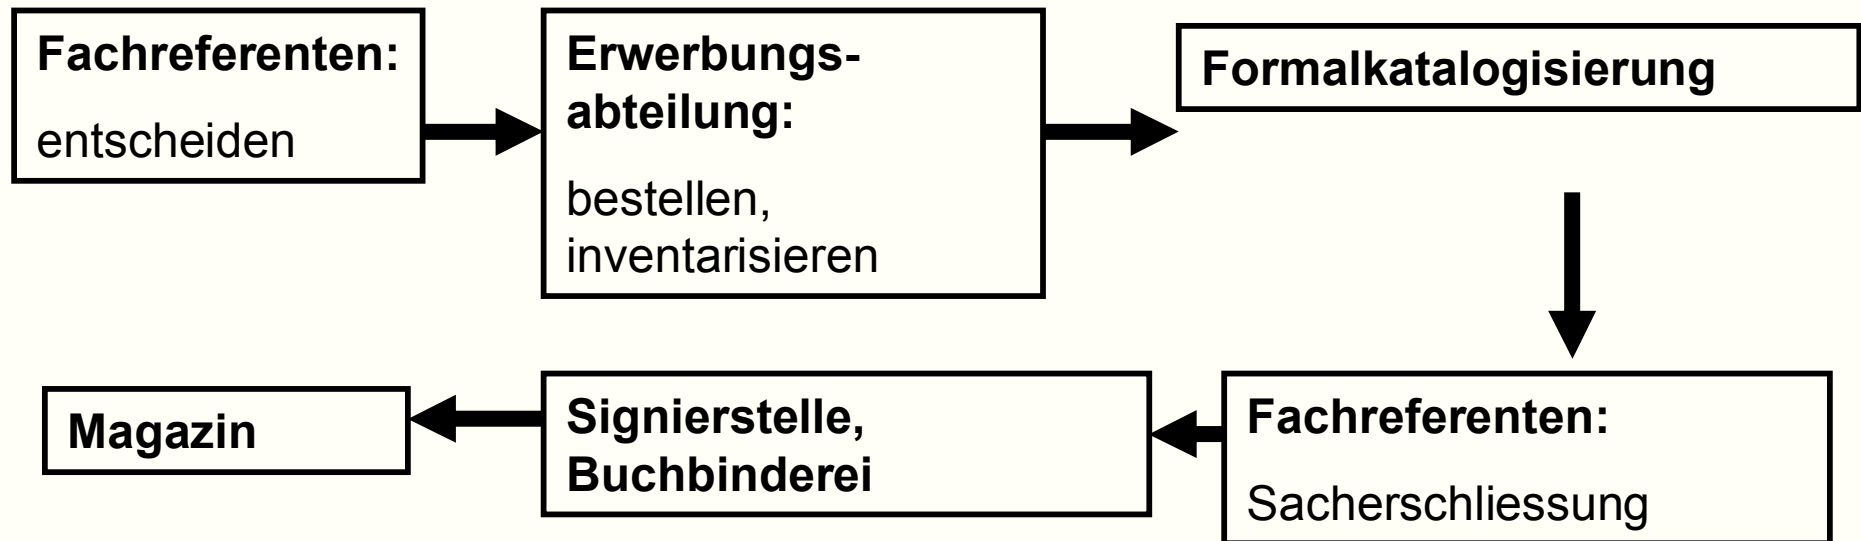 Fachreferenten:
entscheiden
Erwerbungs-
abteilung:
bestellen,
inventarisieren
Formalkatalogisierung
Fachreferenten:
Sacherschliessung
Signierstelle,
Buchbinderei
Magazin